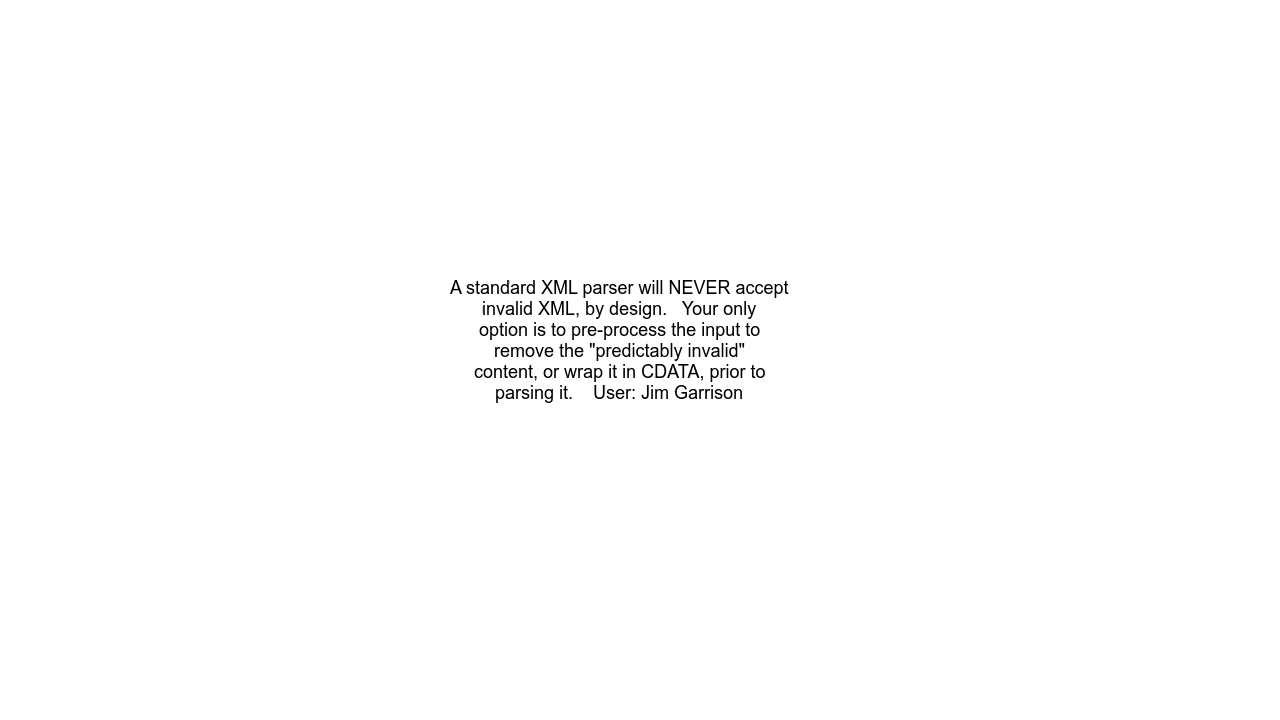 A standard XML parser will NEVER accept
invalid XML, by design.   Your only
option is to pre-process the input to
remove the "predictably invalid"
content, or wrap it in CDATA, prior to
parsing it.    User: Jim Garrison